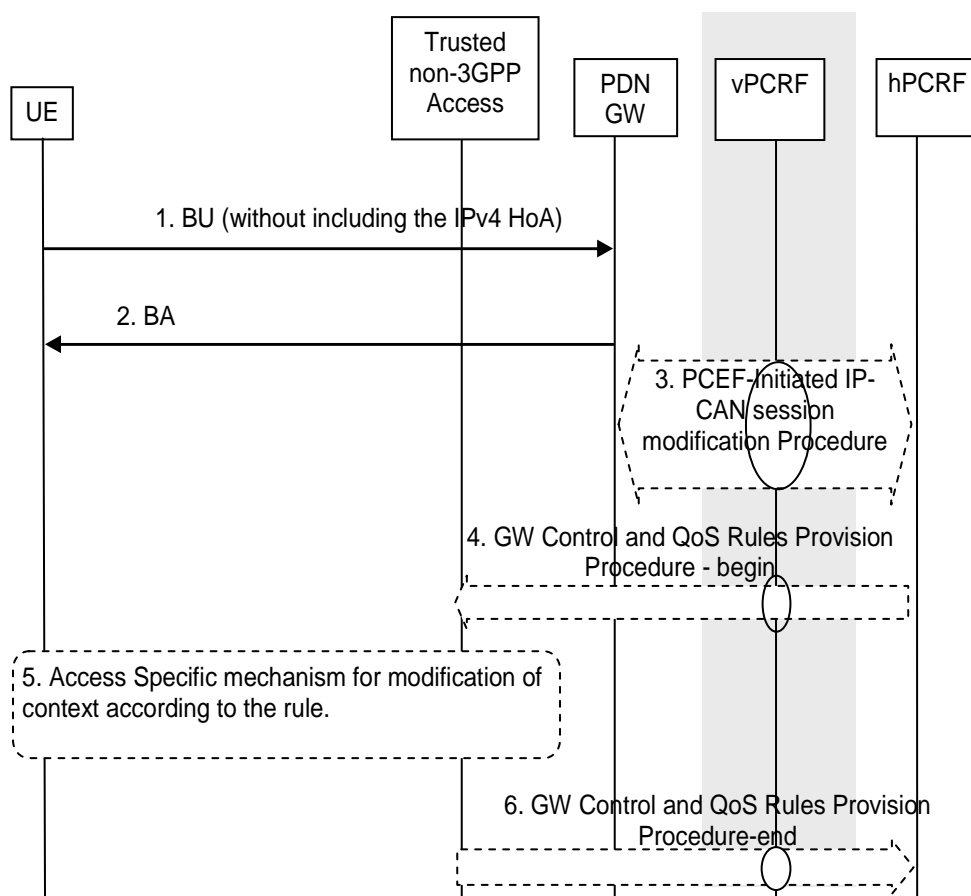 Trusted
non-3GPP
Access
UE
PDN
GW
vPCRF
hPCRF
1. BU (without including the IPv4 HoA)
2. BA
3. PCEF-Initiated IP-
CAN session
modification Procedure
4. GW Control and QoS Rules Provision
Procedure - begin
5. Access Specific mechanism for modification of
context according to the rule.
6. GW Control and QoS Rules Provision
Procedure-end